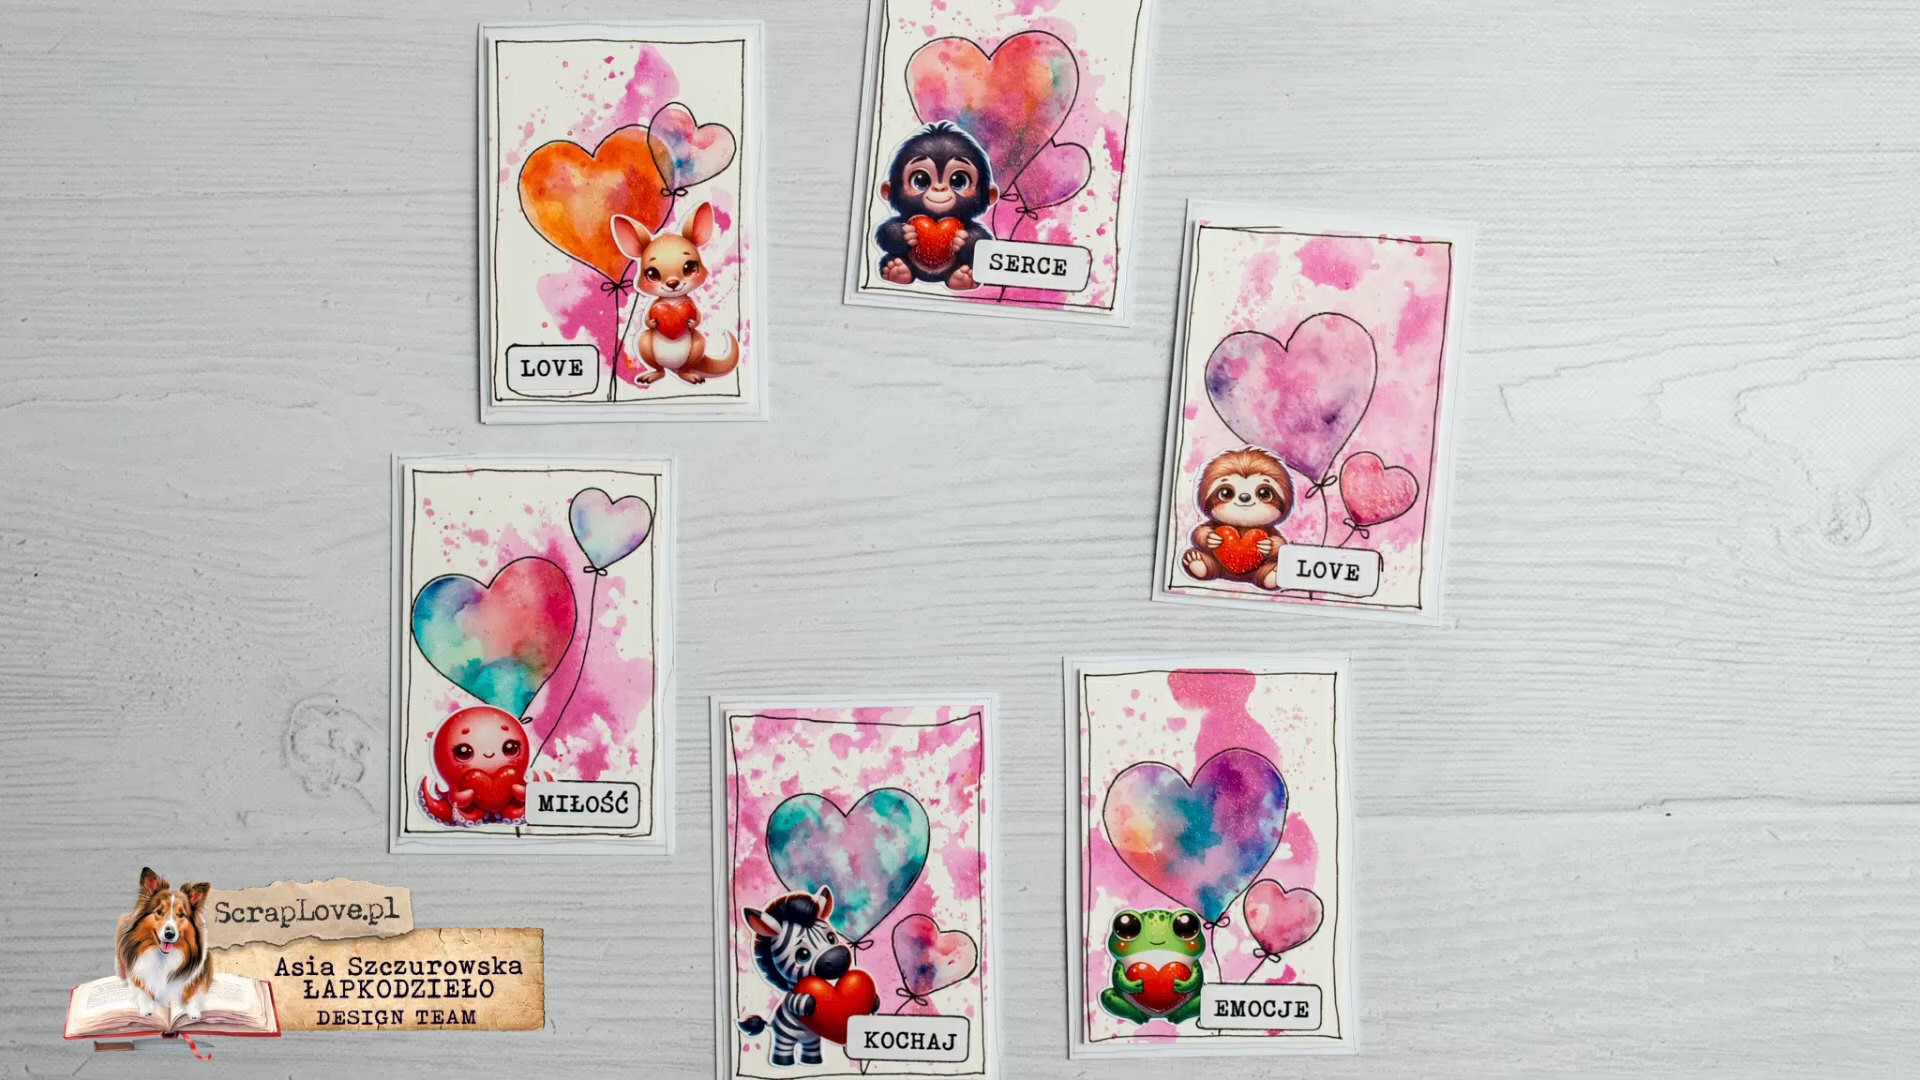 SERCE
LOVE
LOVE
MIŁOŚĆ
KOCHAJ
EMOCJE
ScrapLove.pl
Asia Szczurowska
ŁAPKODZIEŁO
DESIGN TEAM